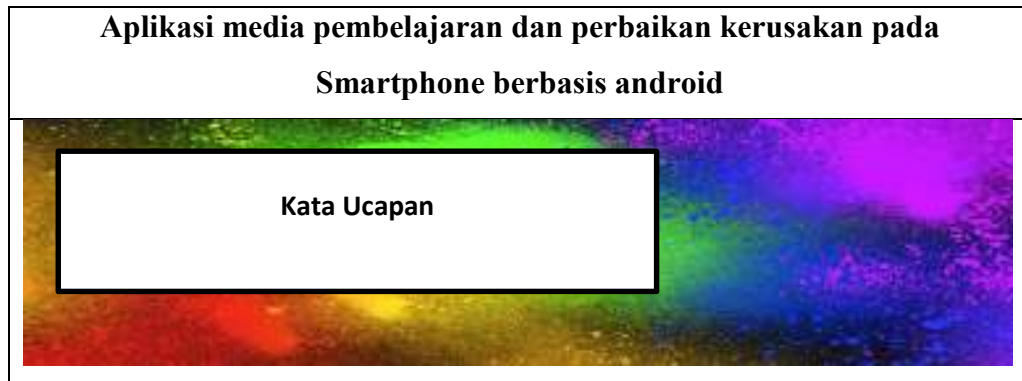 Aplikasi media pembelajaran dan perbaikan kerusakan pada
Smartphone berbasis android
Kata Ucapan